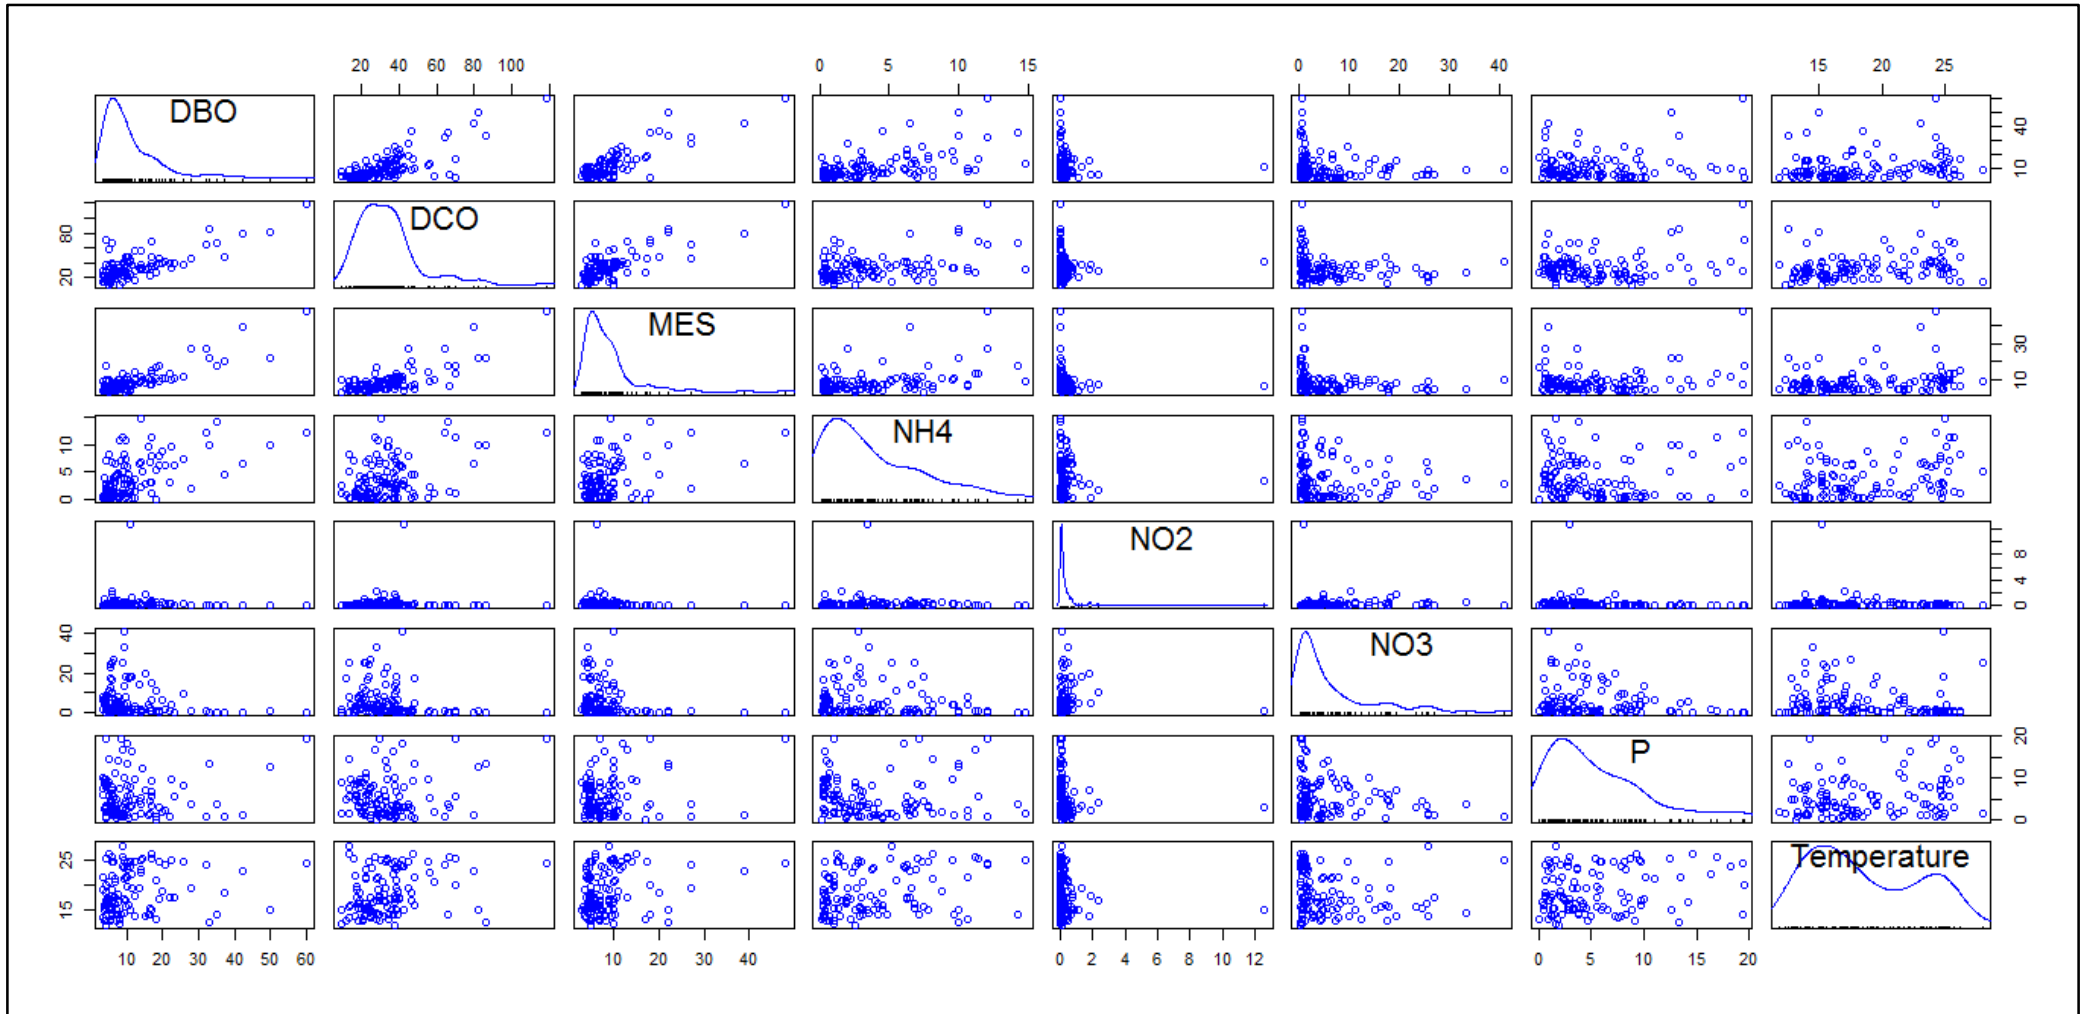 20 40 60 80 100
0 5 10 15
0 10 20 30 40
15 20 25
DBO
10 40
20 80
DCO
MES
10 30
0 5 10
NH4
NO2
0 4 8
0 20 40
NO3
P
0 10 20
15 25
Temperature
10 20 30 40 50 60
10 20 30 40
0 2 4 6 8 10 12
0 5 10 15 20